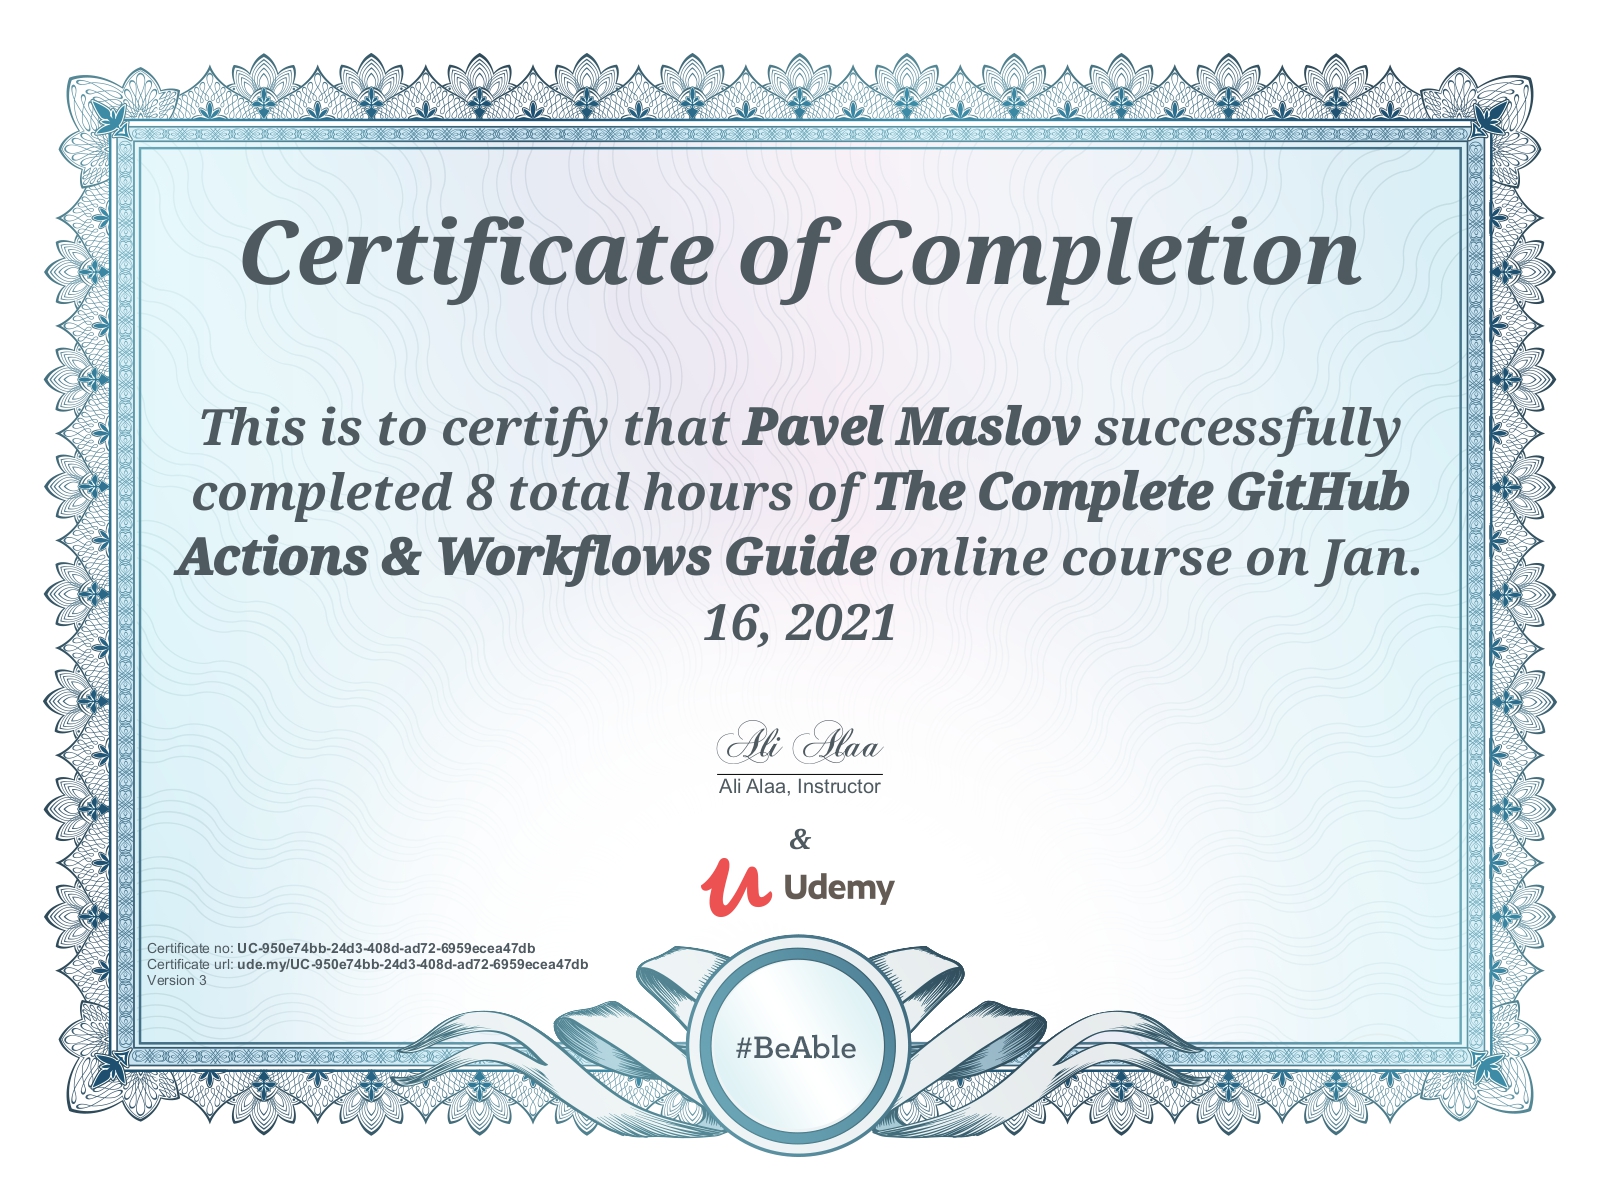 Certificate of Completion
This is to certify that Pavel Maslov successfully
completed 8 total hours of The Complete GitHub
Actions & Workflows Guide online course on Jan.
16, 2021
Ali Alaa
Ali Alaa, Instructor
&
Udemy
Certificate no: UC-950e74bb-24d3-408d-ad72-6959ecea47db
Certificate url: ude.my/UC-950e74bb-24d3-408d-ad72-6959ecea47db
Version 3
#BeAble